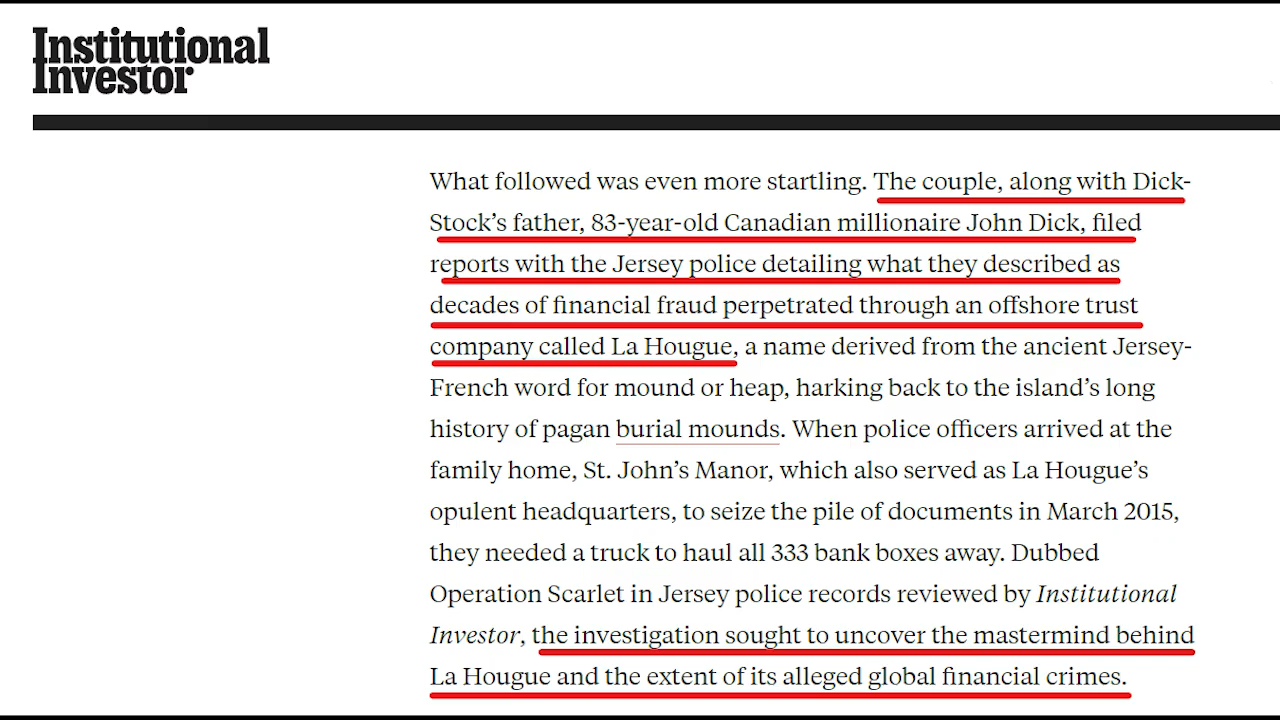 Institutional
Investor
What followed was even more startling. The couple, along with Dick-
Stock’s father, 83-year-old Canadian millionaire John Dick, filed
reports with the Jersey police detailing what they described as
decades of financial fraud perpetrated through an offshore trust
company called La Hougue, a name derived from the ancient Jersey-
French word for mound or heap, harking back to the island’s long
history of pagan burial mounds. When police officers arrived at the
family home, St. John’s Manor, which also served as La Hougue’s
opulent headquarters, to seize the pile of documents in March 2015,
they needed a truck to haul all 333 bank boxes away. Dubbed
Operation Scarlet in Jersey police records reviewed by Institutional
Investor, the investigation sought to uncover the mastermind behind
La Hougue and the extent of its alleged global financial crimes.